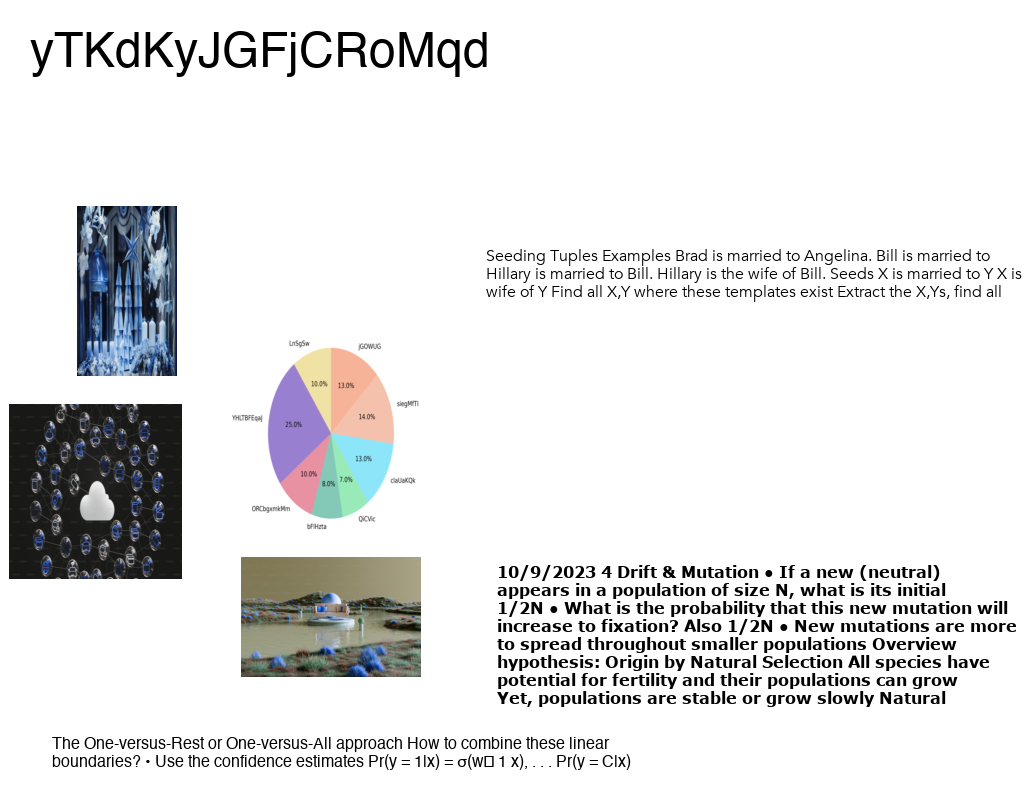 yTKdKyJGFjCRoMqd
Seeding Tuples Examples Brad is married to Angelina. Bill is married to
Hillary is married to Bill. Hillary is the wife of Bill. Seeds X is married to Y X is
wife of Y Find all X,Y where these templates exist Extract the X,Ys, find all
LnSgSw
jGOWUG
10.0%
13.0%
siegMfTl
14.0%
YHLTBFEqaJ
25.0%
13.0%
claUaKQk
10.0%
8.0%
7.0%
ORCbgxmkMm
QiCVic
bFiHzta
10/9/2023 4 Drift & Mutation ● If a new (neutral)
appears in a population of size N, what is its initial
1/2N ● What is the probability that this new mutation will
increase to fixation? Also 1/2N ● New mutations are more
to spread throughout smaller populations Overview
hypothesis: Origin by Natural Selection All species have
potential for fertility and their populations can grow
Yet, populations are stable or grow slowly Natural
The One-versus-Rest or One-versus-All approach How to combine these linear
boundaries? • Use the confidence estimates Pr(y = 1|x) = σ(w� 1 x), . . . Pr(y = C|x)